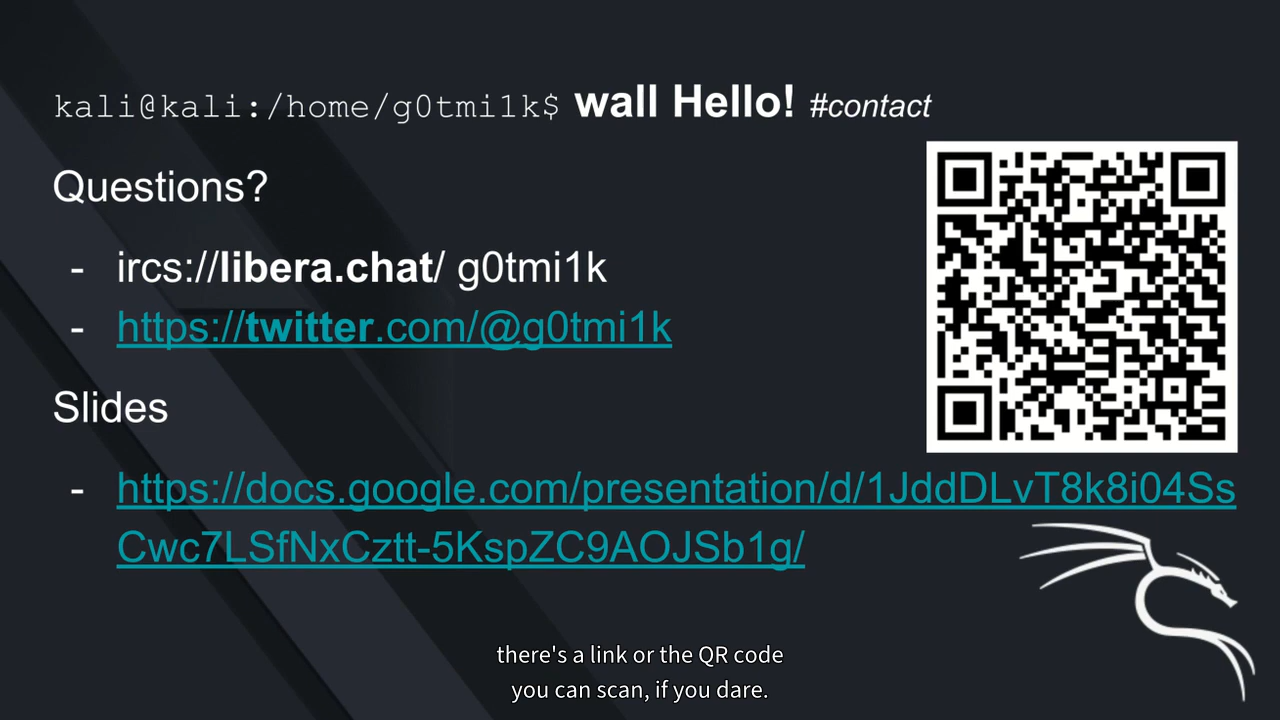 kali@kali:/home/g0tmi1k$ wall Hello! #contact
Questions?
- ircs://libera.chat/ g0tmi1k
- https://twitter.com/@g0tmi1k
Slides
- https://docs.google.com/presentation/d/1JddDLvT8k8i04Ss
Cwc7LSfNxCztt-5KspZC9AOJSb1g/
there's a link or the QR code
you can scan, if you dare.